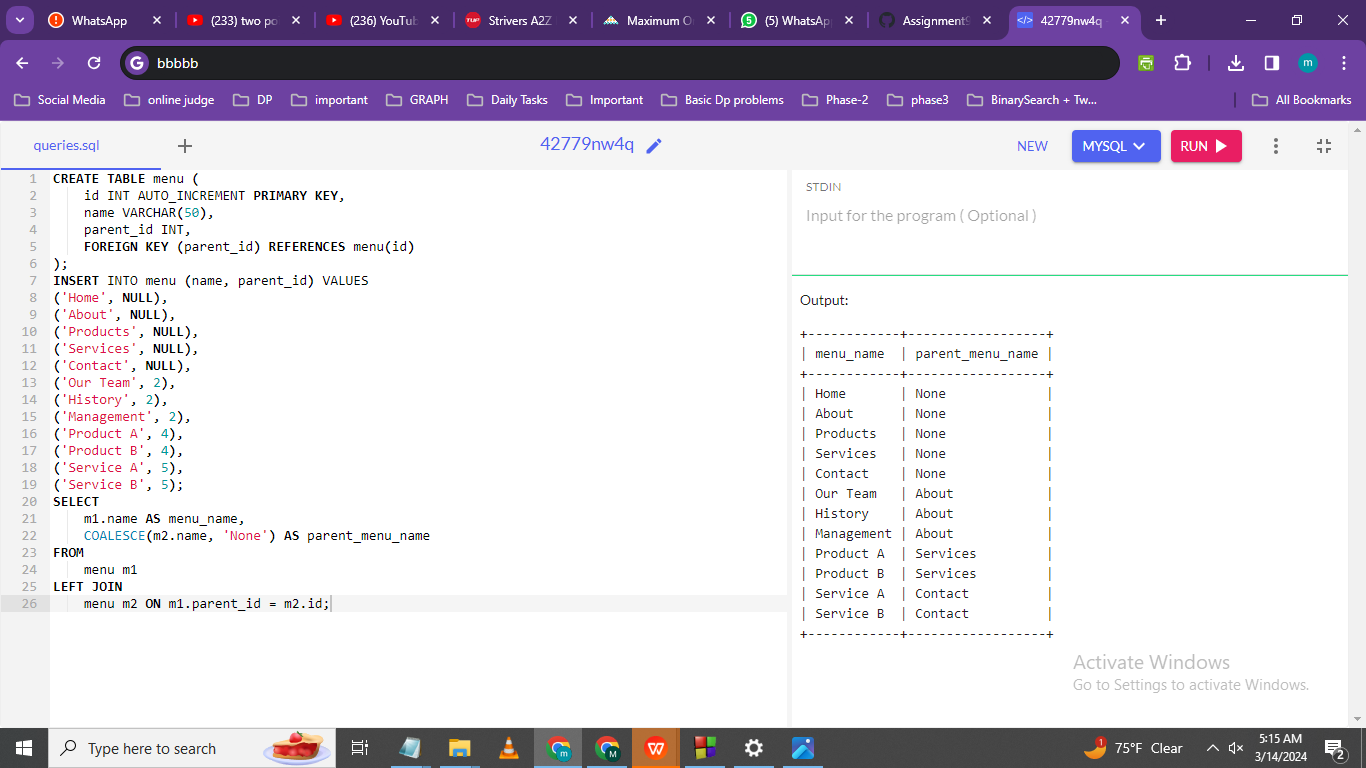 WhatsApp
(233) two po
(236) YouTub
TUF Strivers A2Z
Maximum O
5 (5) WhatsAp
Assignment
</> 42779nw4q
G bbbbb
m
Social Media
online judge
DP
important
GRAPH
Daily Tasks
Important
Basic Dp problems
Phase-2
phase3
BinarySearch + Tw...
All Bookmarks
queries.sql
42779nw4q
NEW
MYSQL
RUN
1 CREATE TABLE menu (
2 id INT AUTO_INCREMENT PRIMARY KEY,
3 name VARCHAR(50),
4 parent_id INT,
5 FOREIGN KEY (parent_id) REFERENCES menu(id)
6 );
7 INSERT INTO menu (name, parent_id) VALUES
8 ('Home', NULL),
9 ('About', NULL),
10 ('Products', NULL),
11 ('Services', NULL),
12 ('Contact', NULL),
13 ('Our Team', 2),
14 ('History', 2),
15 ('Management', 2),
16 ('Product A', 4),
17 ('Product B', 4),
18 ('Service A', 5),
19 ('Service B', 5);
20 SELECT
21 m1.name AS menu_name,
22 COALESCE(m2.name, 'None') AS parent_menu_name
23 FROM
24 menu m1
25 LEFT JOIN
26 menu m2 ON m1.parent_id = m2.id;
STDIN
Input for the program ( Optional )
Output:
+------------+------------------+
| menu_name | parent_menu_name |
+------------+------------------+
| Home | None |
| About | None |
| Products | None |
| Services | None |
| Contact | None |
| Our Team | About |
| History | About |
| Management | About |
| Product A | Services |
| Product B | Services |
| Service A | Contact |
| Service B | Contact |
+------------+------------------+
Activate Windows
Go to Settings to activate Windows.
Type here to search
m
M
W
1
75°F Clear
5:15 AM
3/14/2024
2